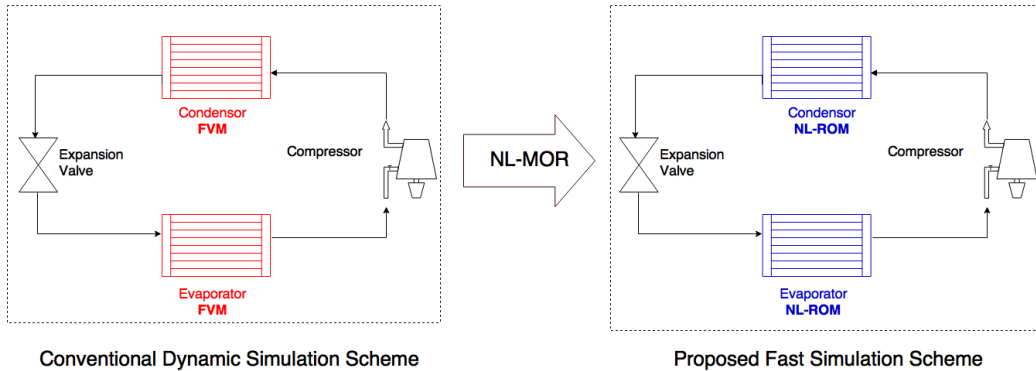 Condensor
FVM
Expansion
Valve
Compressor
Evaporator
FVM
Conventional Dynamic Simulation Scheme
NL-MOR
Condensor
NL-ROM
Expansion
Valve
Compressor
Evaporator
NL-ROM
Proposed Fast Simulation Scheme